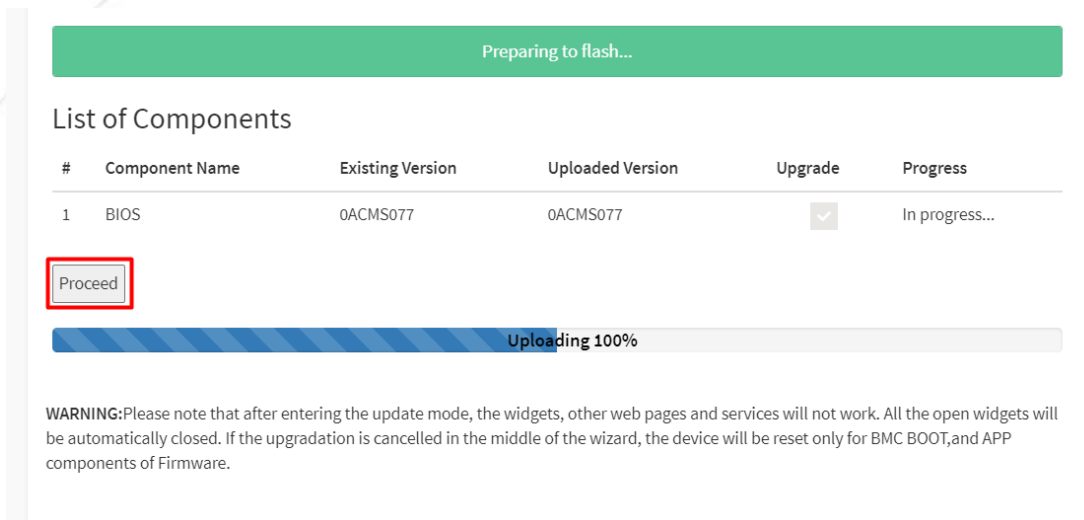 Preparing to flash...
List of Components
# Component Name Existing Version Uploaded Version Upgrade Progress
1 BIOS 0ACMS077 0ACMS077 In progress...
Proceed
Uploading 100%
WARNING:Please note that after entering the update mode, the widgets, other web pages and services will not work. All the open widgets will
be automatically closed. If the upgradation is cancelled in the middle of the wizard, the device will be reset only for BMC BOOT,and APP
components of Firmware.